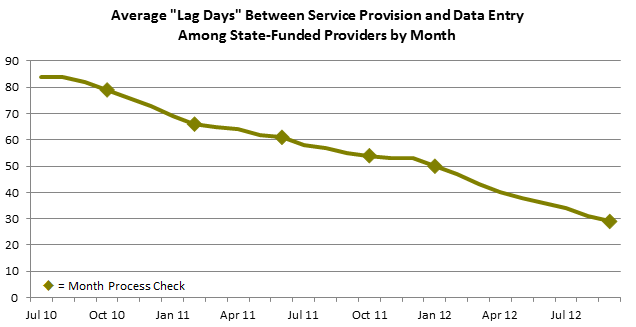 Average "Lag Days" Between Service Provision and Data Entry
Among State-Funded Providers by Month
90
80
70
60
50
40
30
20
10
0
= Month Process Check
Jul 10 Oct 10 Jan 11 Apr 11 Jul 11 Oct 11 Jan 12 Apr 12 Jul 12